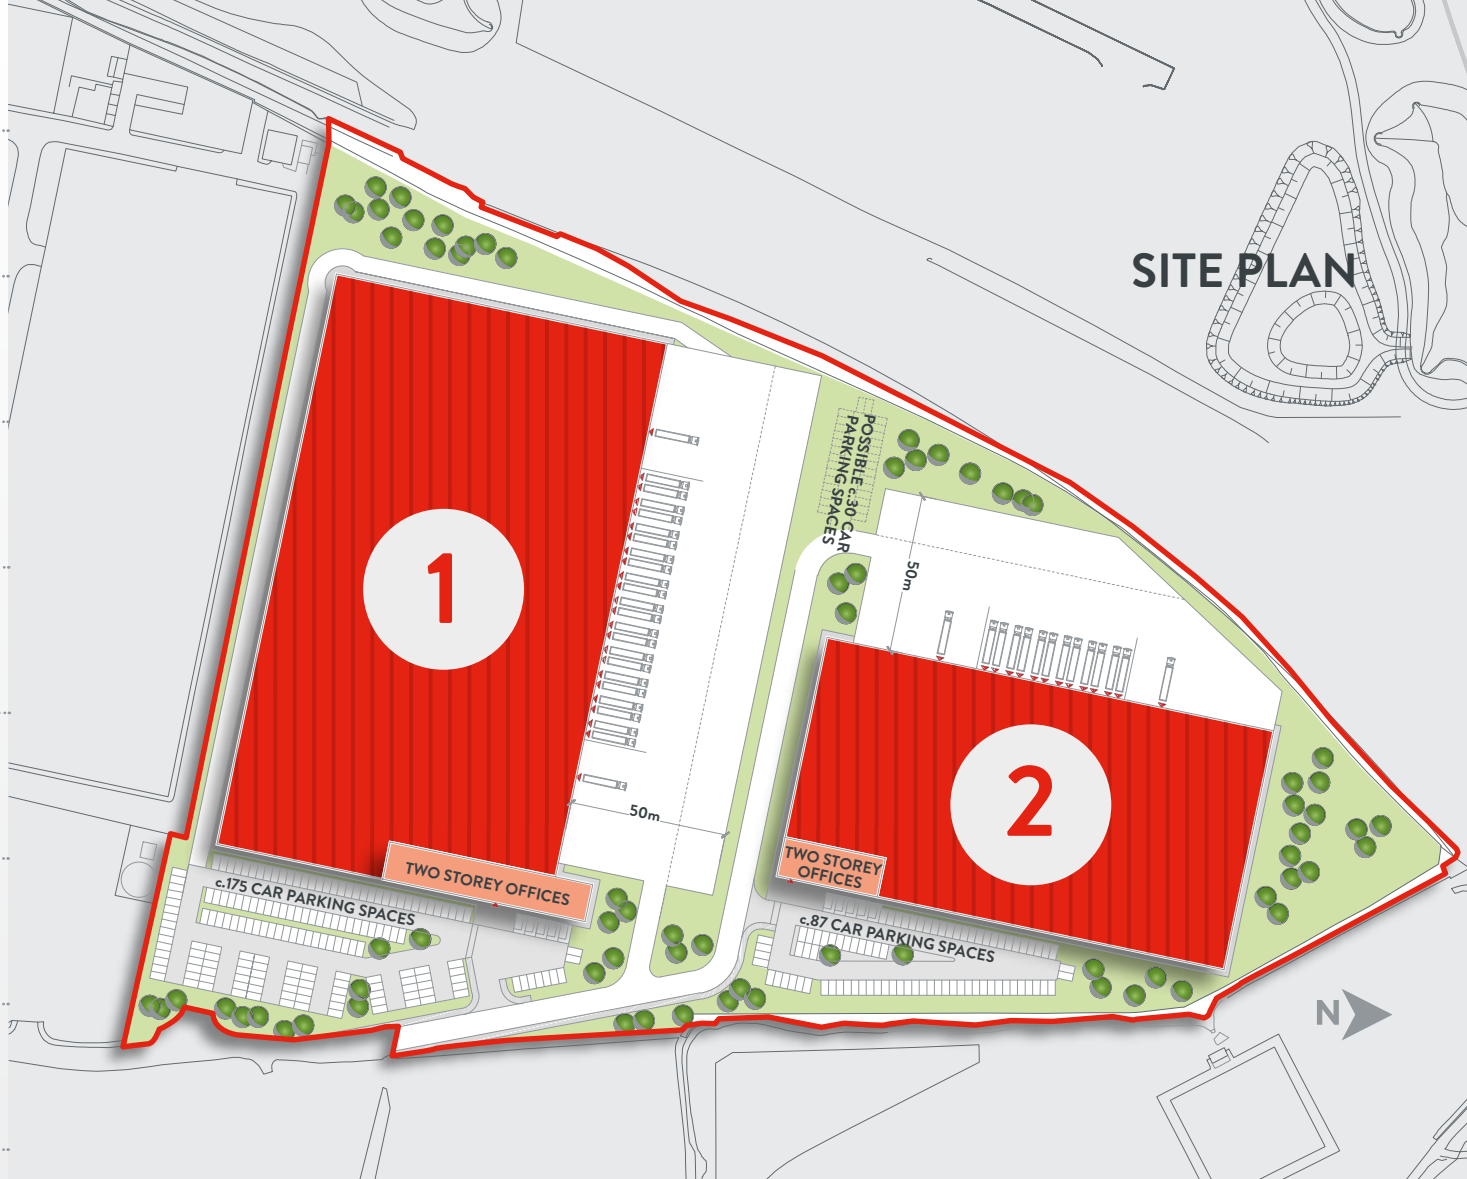 SITE PLAN
POSSIBLE c.30 CAR
PARKING SPACES
50m
1
2
50m
TWO STOREY
OFFICES
TWO STOREY OFFICES
c.175 CAR PARKING SPACES
c.87 CAR PARKING SPACES
N